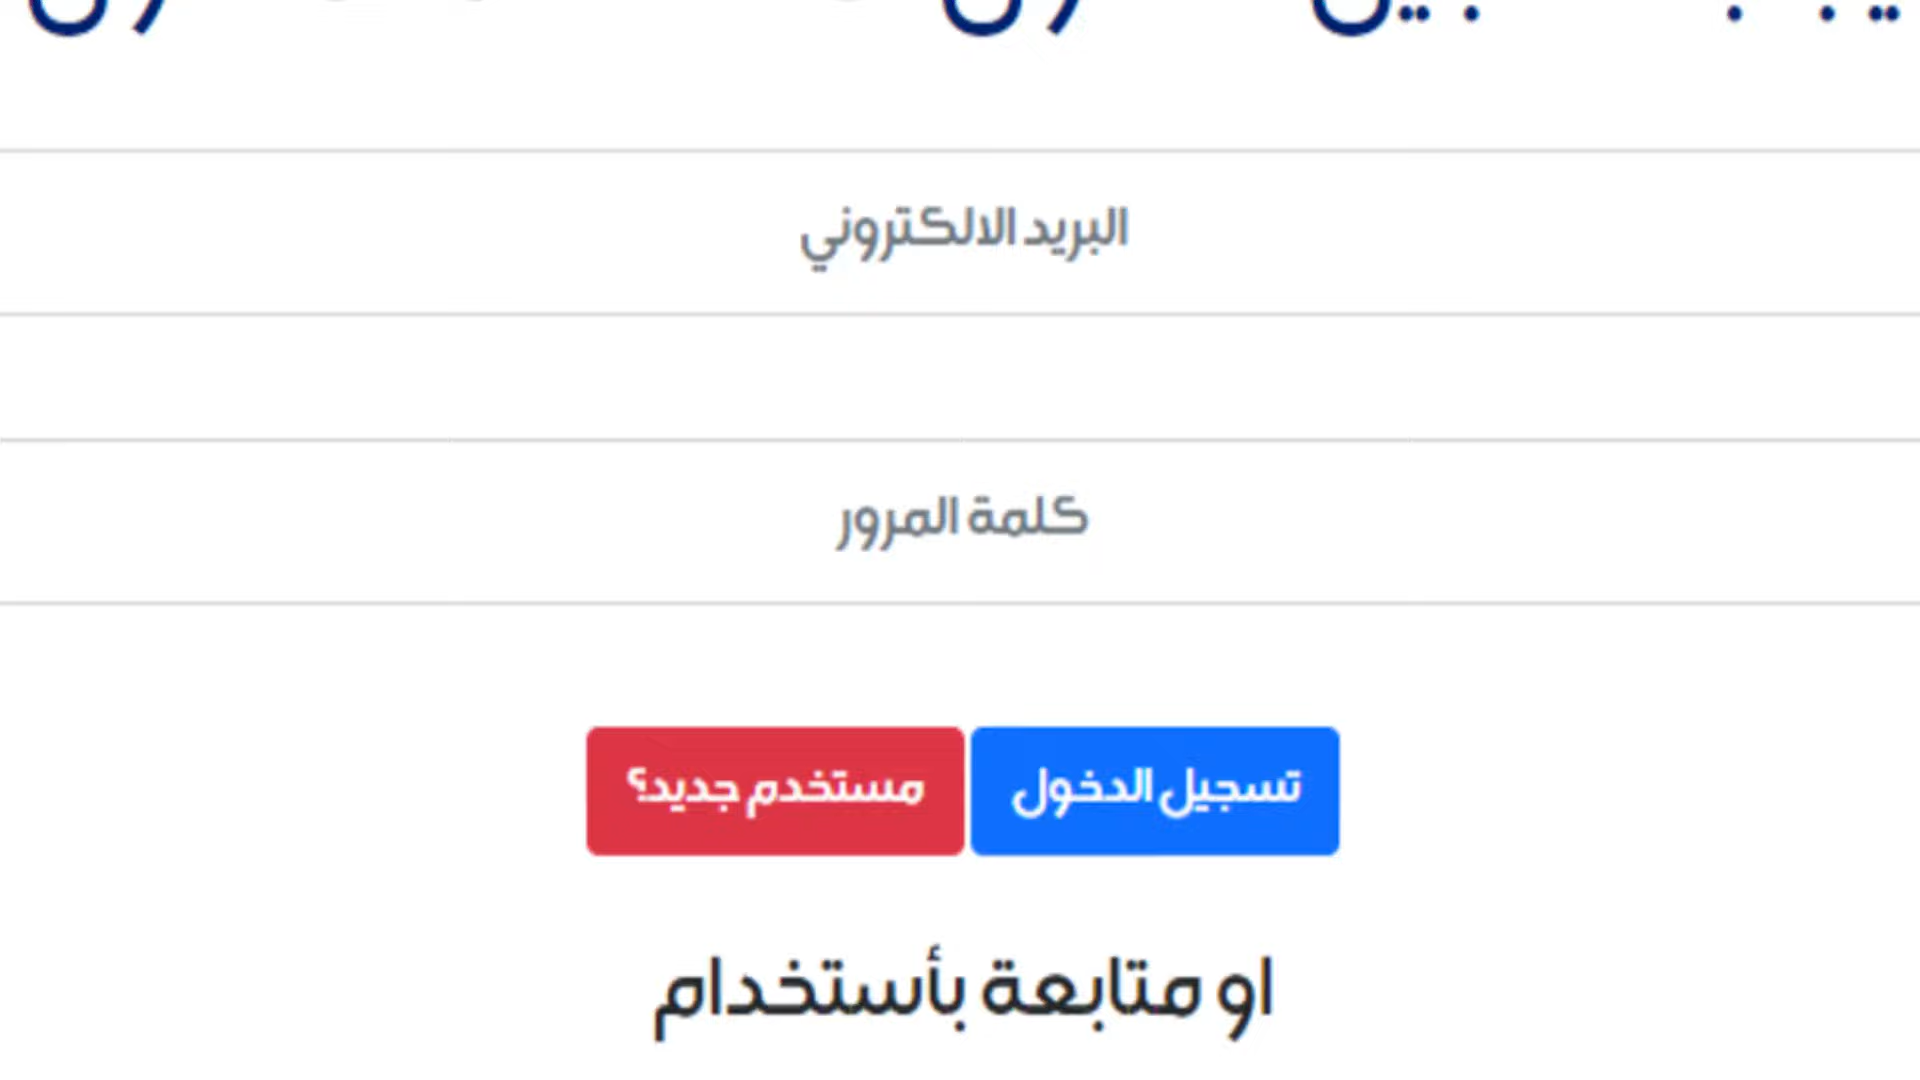 البريد الالكتروني
كلمة المرور
تسجيل الدخول مستخدم جديد؟
او متابعة بأستخدام